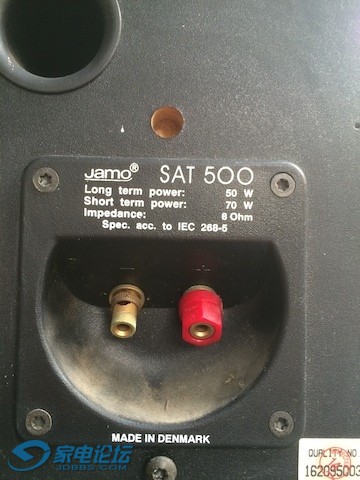 Jamo® SAT 500
Long term power: 50 W
Short term power: 70 W
Impedance: 8 Ohm
Spec. acc. to IEC 268-5
− +
MADE IN DENMARK
QUALITY NO.
162095003
家电论坛
JDBBS.COM